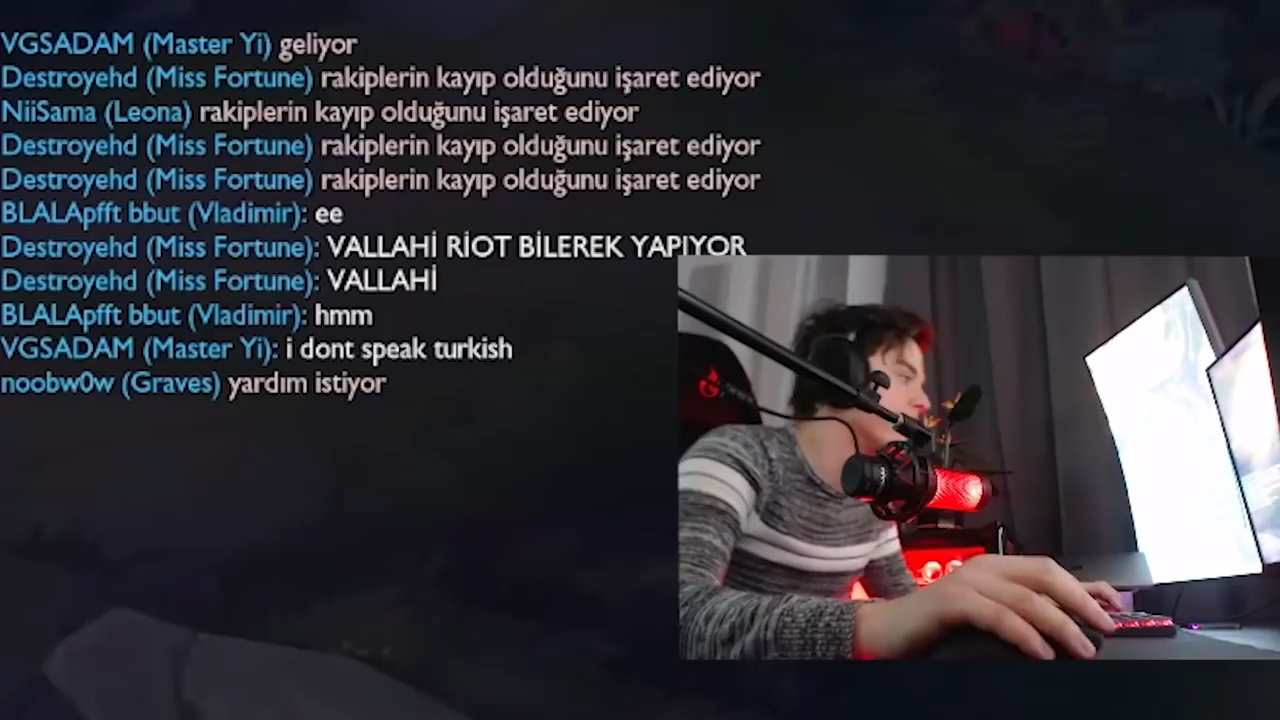 VGSADAM (Master Yi) geliyor
Destroyehd (Miss Fortune) rakiplerin kayıp olduğunu işaret ediyor
NiiSama (Leona) rakiplerin kayıp olduğunu işaret ediyor
Destroyehd (Miss Fortune) rakiplerin kayıp olduğunu işaret ediyor
Destroyehd (Miss Fortune) rakiplerin kayıp olduğunu işaret ediyor
BLALApfft bbut (Vladimir): ee
Destroyehd (Miss Fortune): VALLAHİ RİOT BİLEREK YAPIYOR
Destroyehd (Miss Fortune): VALLAHİ
BLALApfft bbut (Vladimir): hmm
VGSADAM (Master Yi): i dont speak turkish
noobw0w (Graves) yardım istiyor